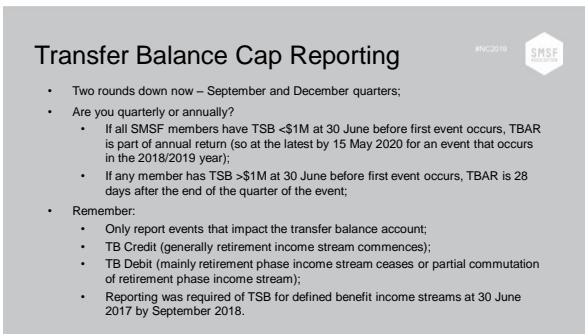 #NC2019
SMSF
ASSOCIATION
Transfer Balance Cap Reporting
• Two rounds down now – September and December quarters;
• Are you quarterly or annually?
• If all SMSF members have TSB <$1M at 30 June before first event occurs, TBAR
is part of annual return (so at the latest by 15 May 2020 for an event that occurs
in the 2018/2019 year);
• If any member has TSB >$1M at 30 June before first event occurs, TBAR is 28
days after the end of the quarter of the event;
• Remember:
• Only report events that impact the transfer balance account;
• TB Credit (generally retirement income stream commences);
• TB Debit (mainly retirement phase income stream ceases or partial commutation
of retirement phase income stream);
• Reporting was required of TSB for defined benefit income streams at 30 June
2017 by September 2018.